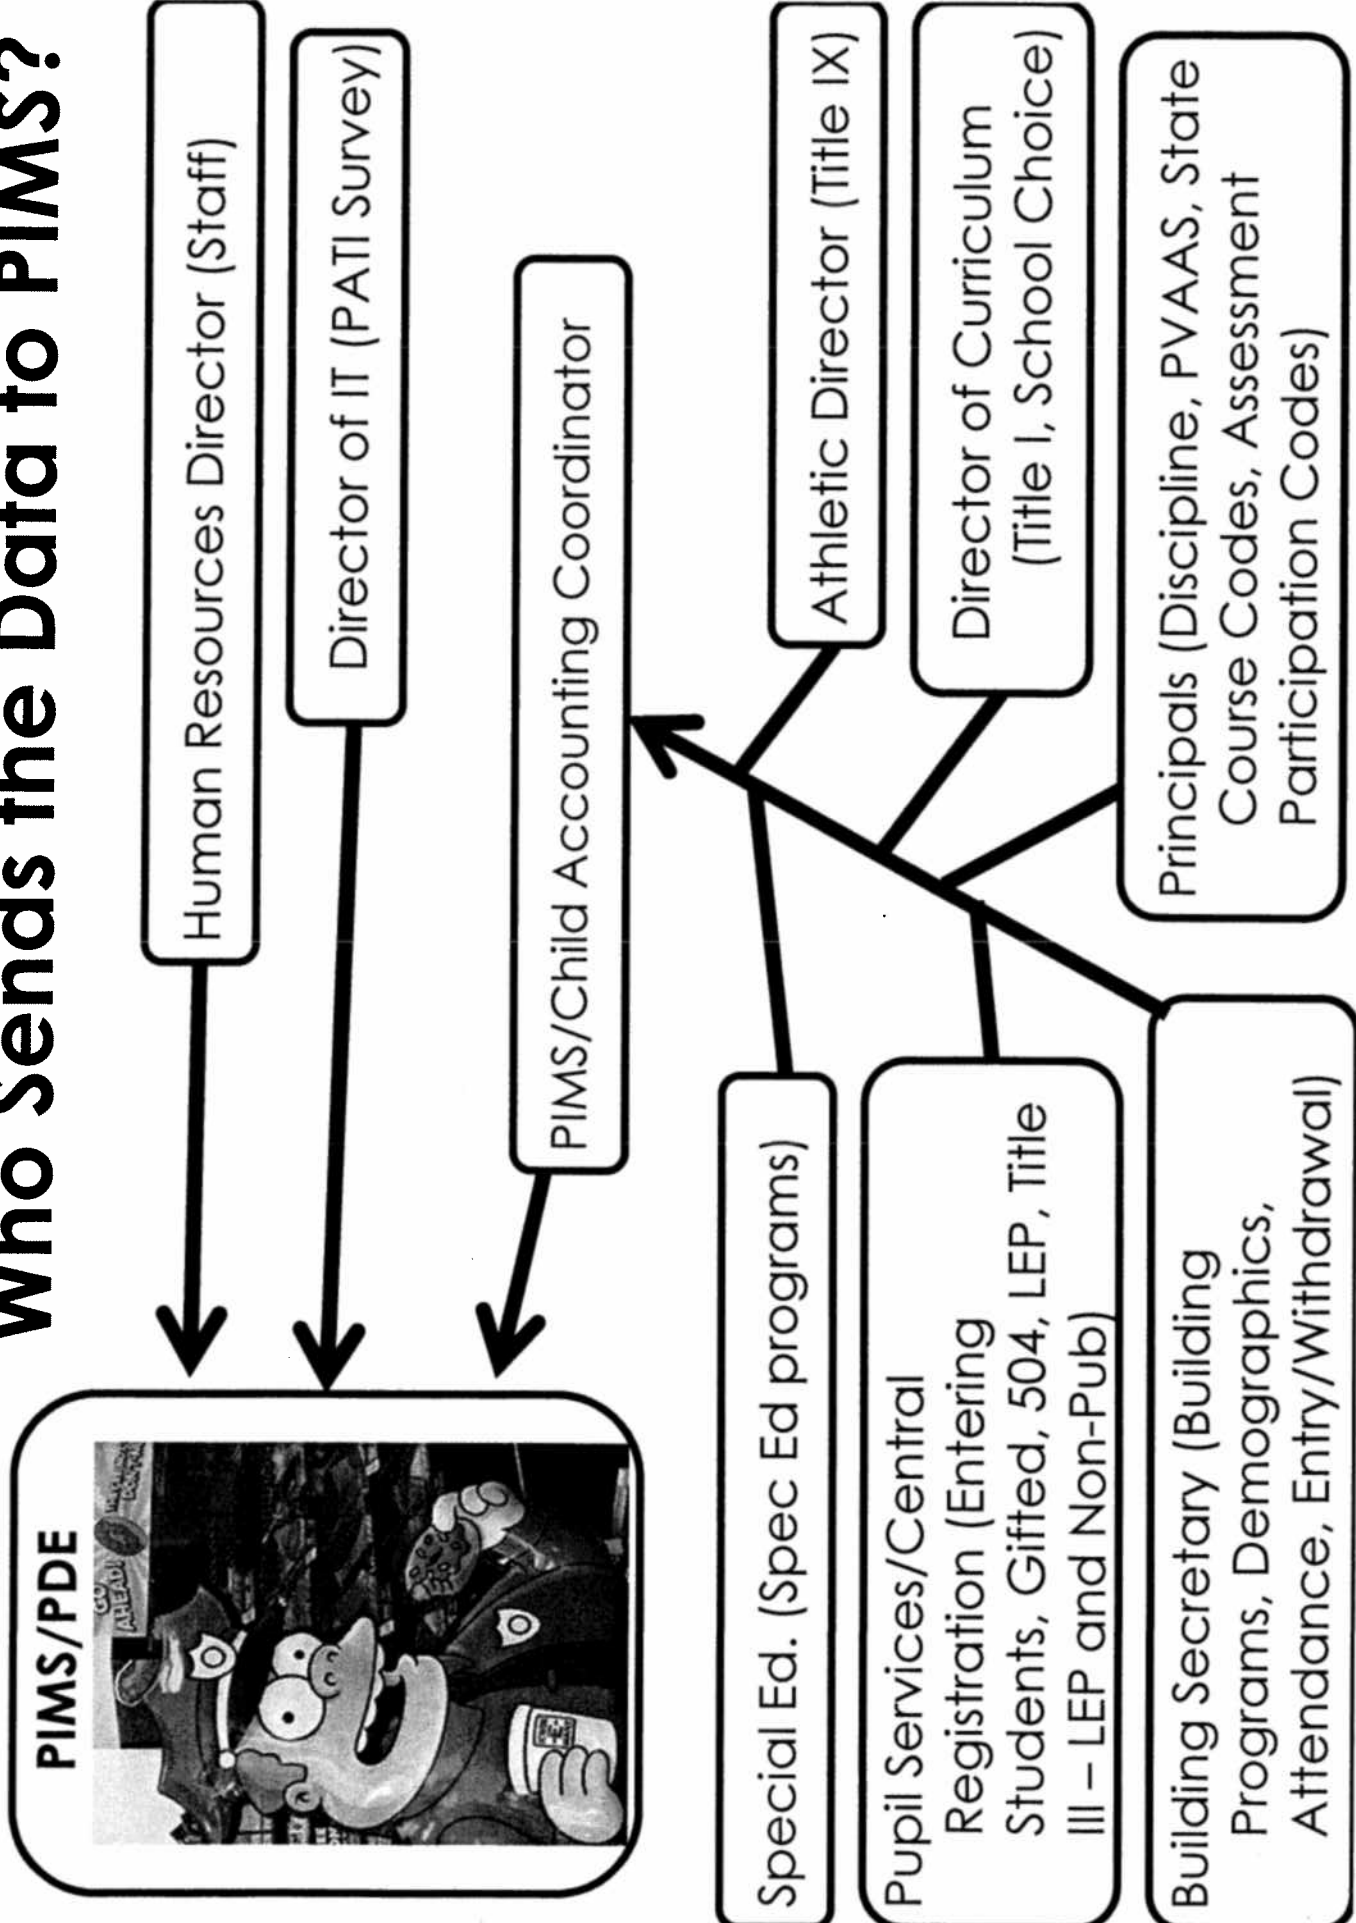 Who Sends the Data to PIMS?
PIMS/PDE
GO
AHEAD!
Human Resources Director (Staff)
Director of IT (PATI Survey)
PIMS/Child Accounting Coordinator
Special Ed. (Spec Ed programs)
Athletic Director (Title IX)
Pupil Services/Central
Registration (Entering
Students, Gifted, 504, LEP, Title
III – LEP and Non-Pub)
Director of Curriculum
(Title I, School Choice)
Building Secretary (Building
Programs, Demographics,
Attendance, Entry/Withdrawal)
Principals (Discipline, PVAAS, State
Course Codes, Assessment
Participation Codes)